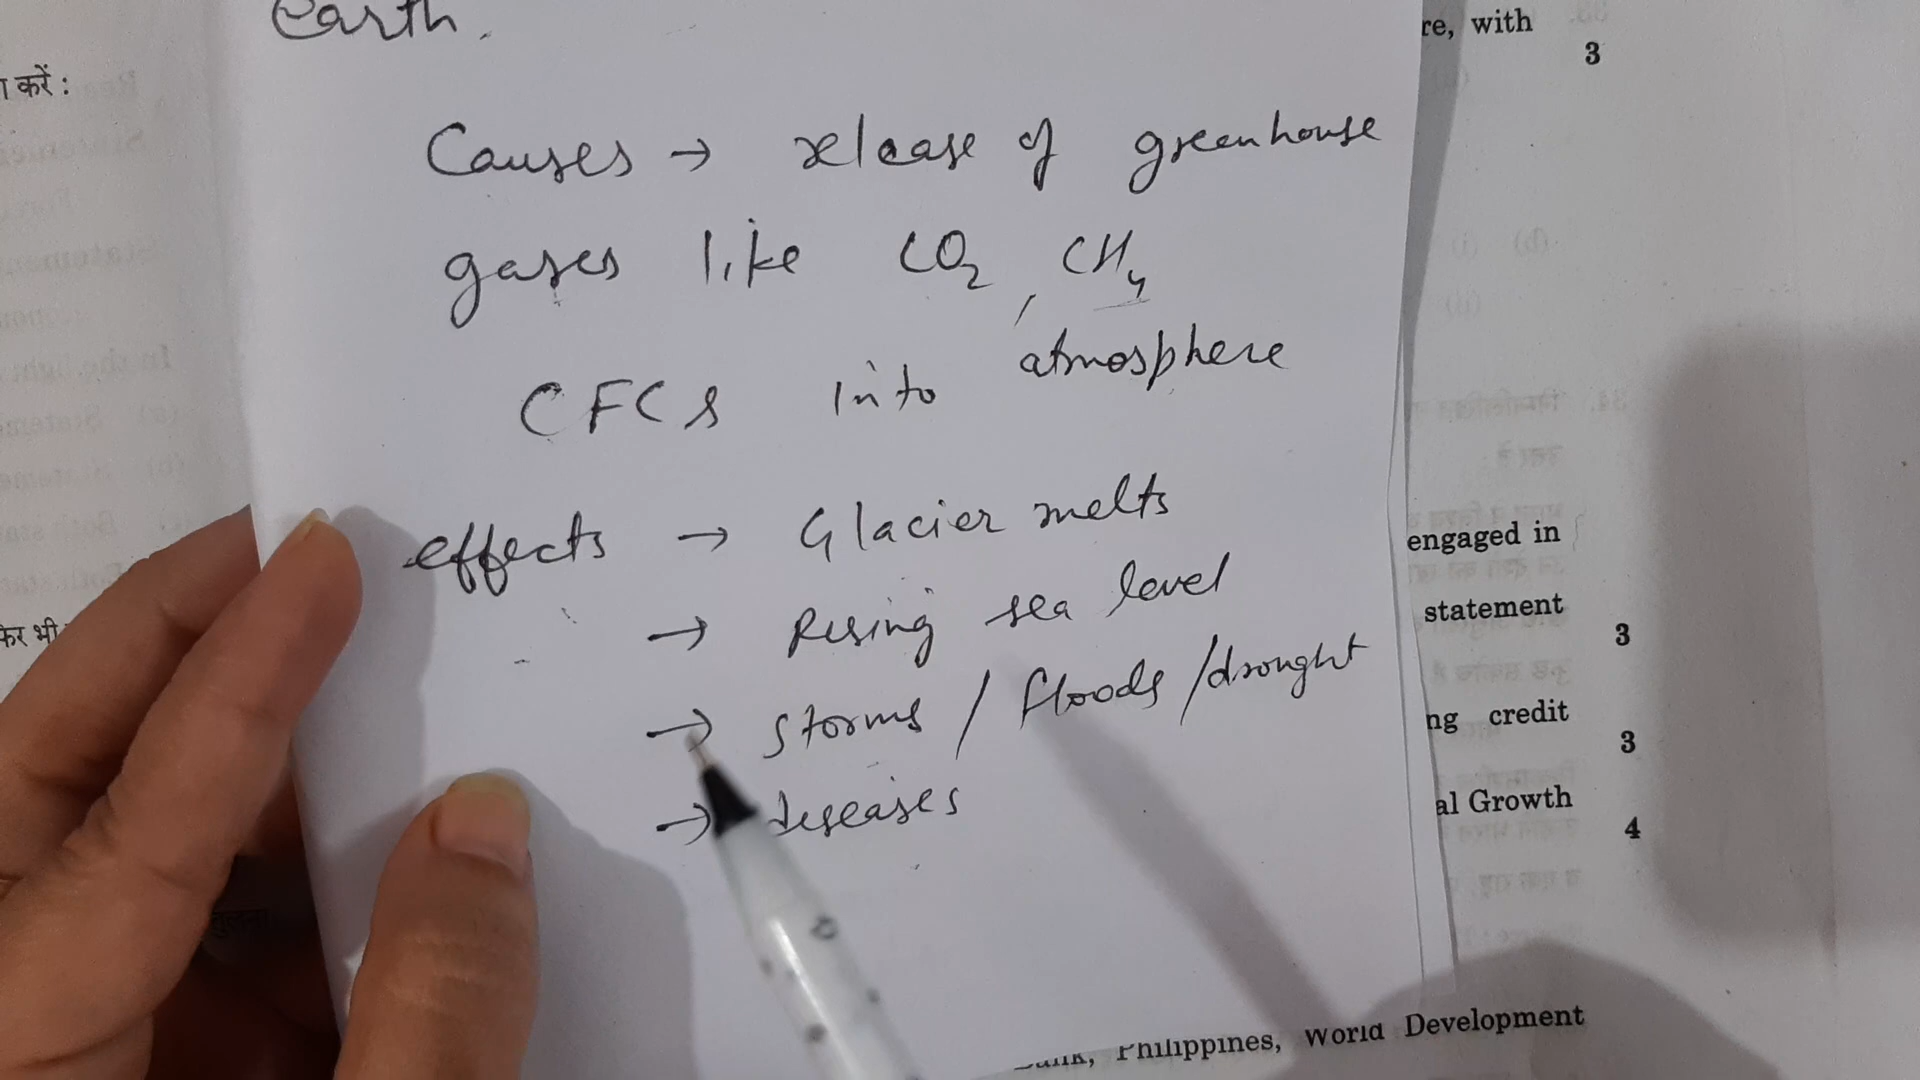 earth.
Causes → release of greenhouse
gases like CO₂, CH₄
CFCs into atmosphere
effects → Glacier melts
→ Rising sea level
→ storms / floods / drought
→ diseases
करें :
फिर भी
re, with
3
engaged in
statement
3
ng credit
3
al Growth
4
Philippines, World Development